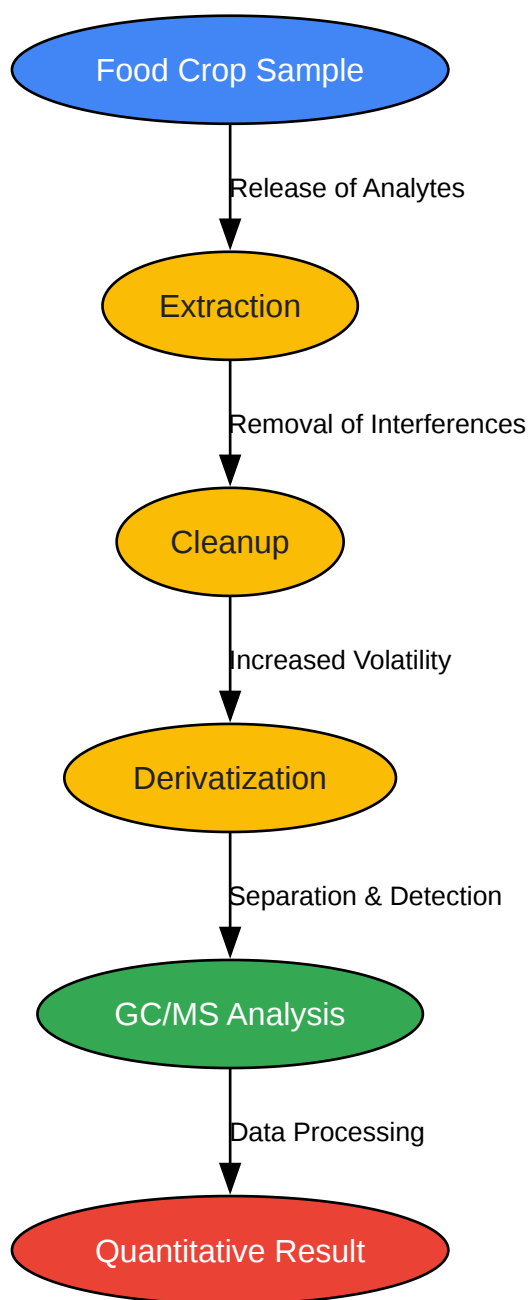 Food Crop Sample
Release of Analytes
Extraction
Removal of Interferences
Cleanup
Increased Volatility
Derivatization
Separation & Detection
GC/MS Analysis
Data Processing
Quantitative Result